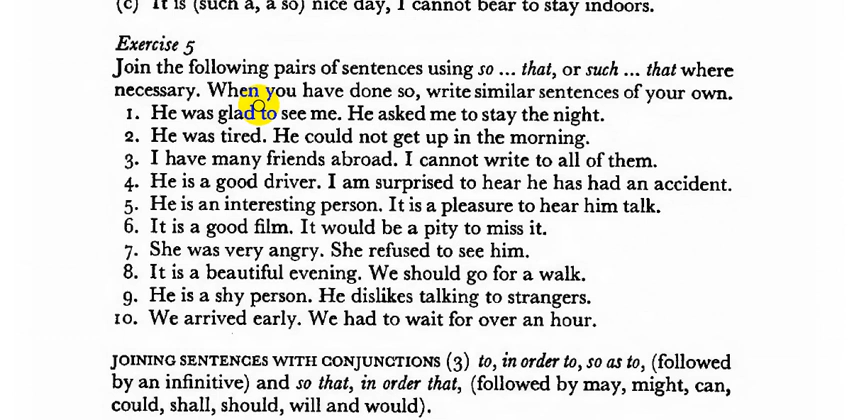 (c) It is (such a, a so) nice day, I cannot bear to stay indoors.
Exercise 5
Join the following pairs of sentences using so ... that, or such ... that where
necessary. When you have done so, write similar sentences of your own.
1. He was glad to see me. He asked me to stay the night.
2. He was tired. He could not get up in the morning.
3. I have many friends abroad. I cannot write to all of them.
4. He is a good driver. I am surprised to hear he has had an accident.
5. He is an interesting person. It is a pleasure to hear him talk.
6. It is a good film. It would be a pity to miss it.
7. She was very angry. She refused to see him.
8. It is a beautiful evening. We should go for a walk.
9. He is a shy person. He dislikes talking to strangers.
10. We arrived early. We had to wait for over an hour.
JOINING SENTENCES WITH CONJUNCTIONS (3) to, in order to, so as to, (followed
by an infinitive) and so that, in order that, (followed by may, might, can,
could, shall, should, will and would).